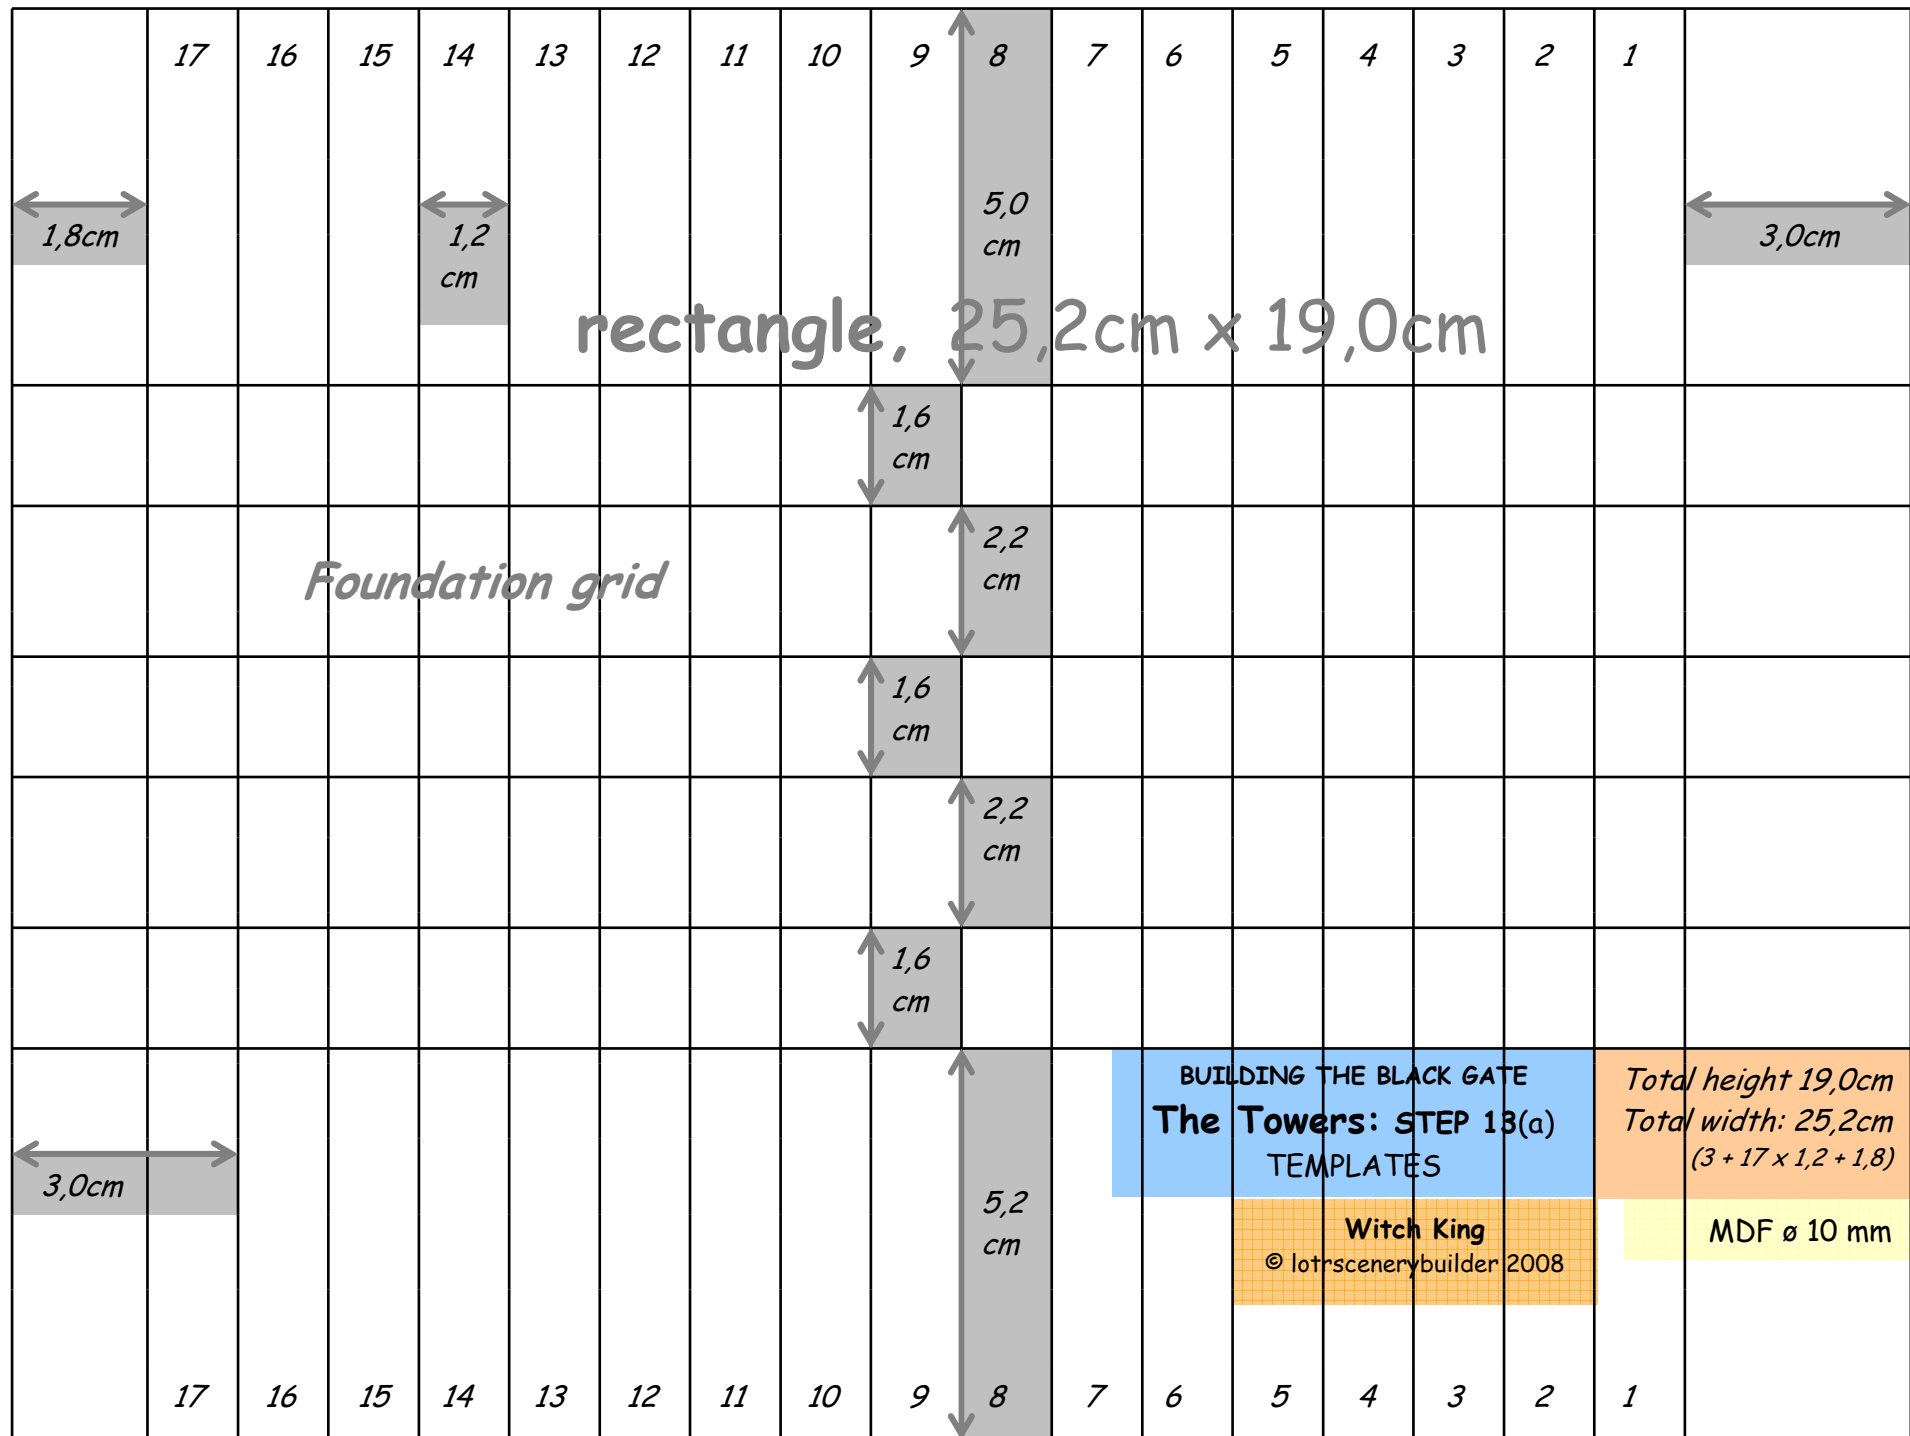 17 16 15 14 13 12 11 10 9 8 7 6 5 4 3 2 1
1,8cm
1,2
cm
5,0
cm
3,0cm
rectangle, 25,2cm x 19,0cm
1,6
cm
2,2
cm
Foundation grid
1,6
cm
2,2
cm
1,6
cm
BUILDING THE BLACK GATE
The Towers: STEP 13(a)
TEMPLATES
Total height 19,0cm
Total width: 25,2cm
(3 + 17 x 1,2 + 1,8)
3,0cm
5,2
cm
Witch King
© lotrscenerybuilder 2008
MDF ø 10 mm
17 16 15 14 13 12 11 10 9 8 7 6 5 4 3 2 1